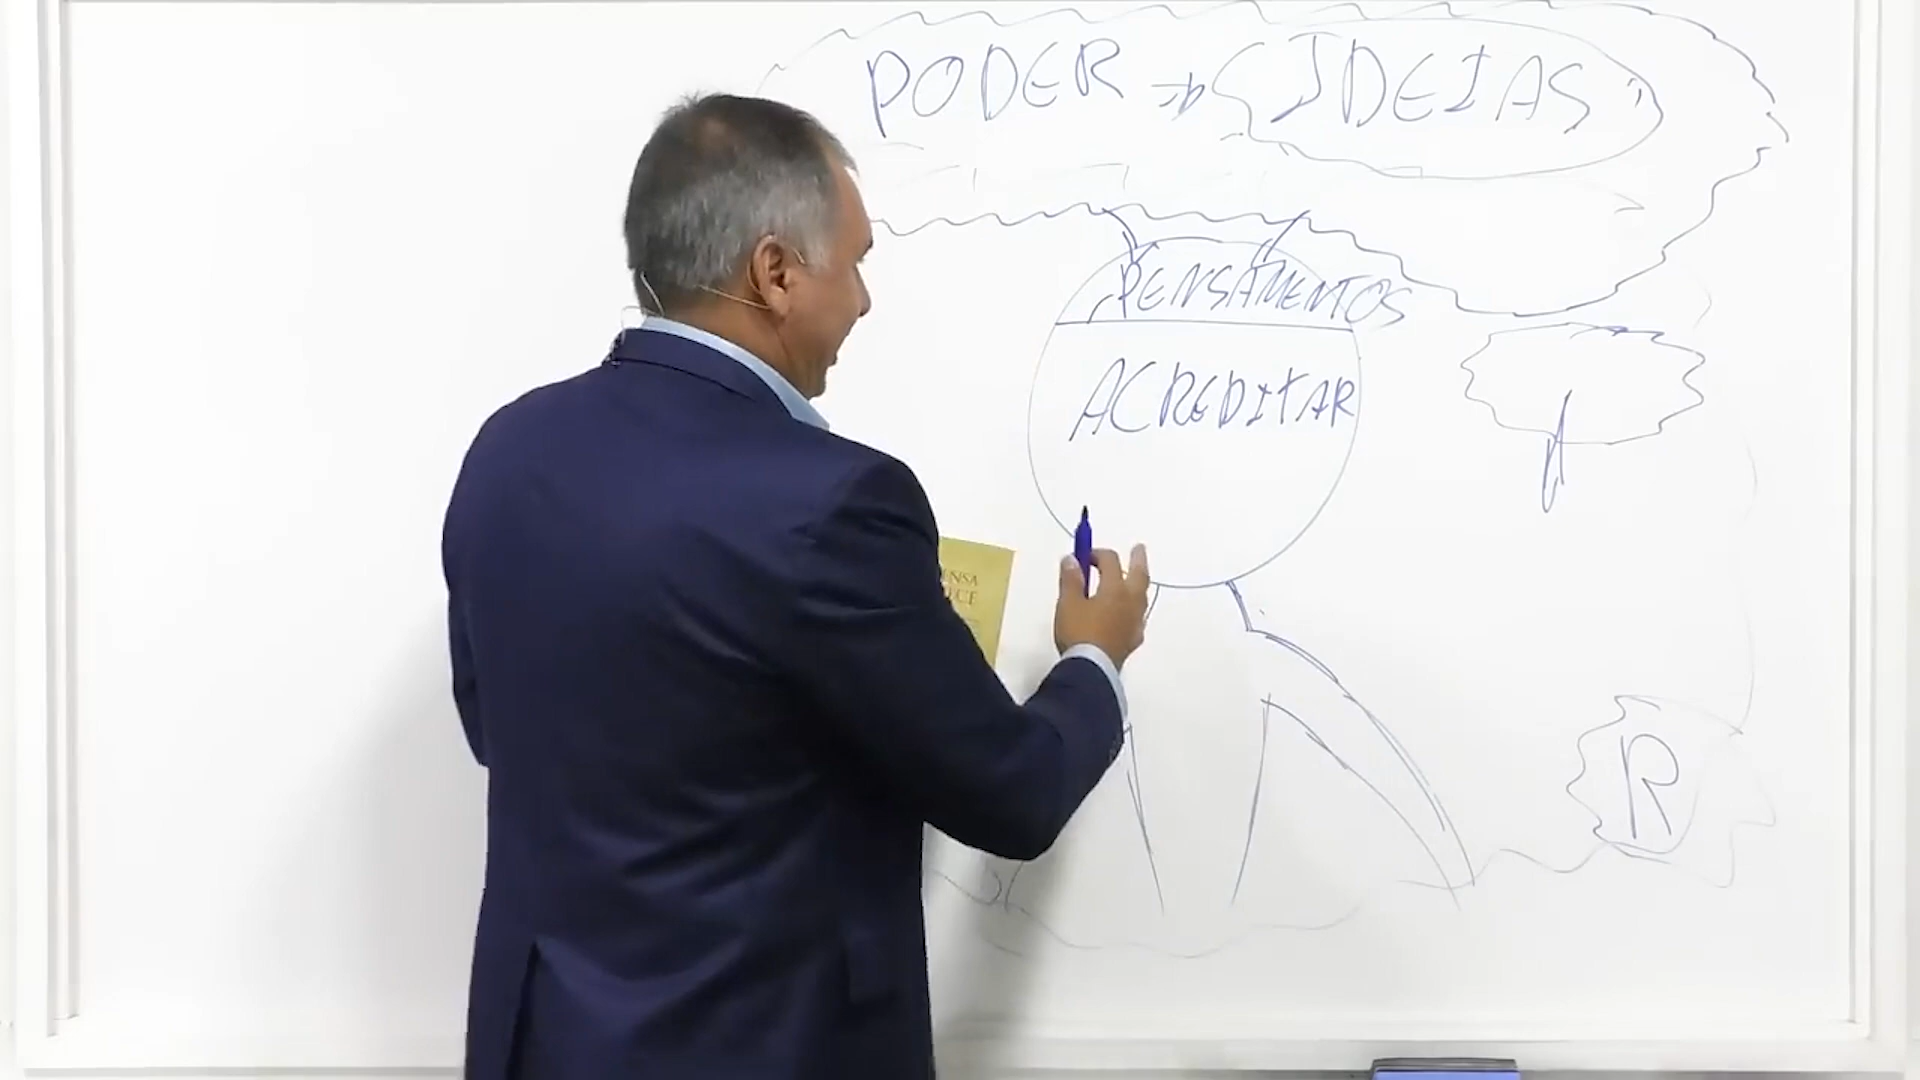 PODER → IDEIAS
PENSAMENTOS
ACREDITAR
R